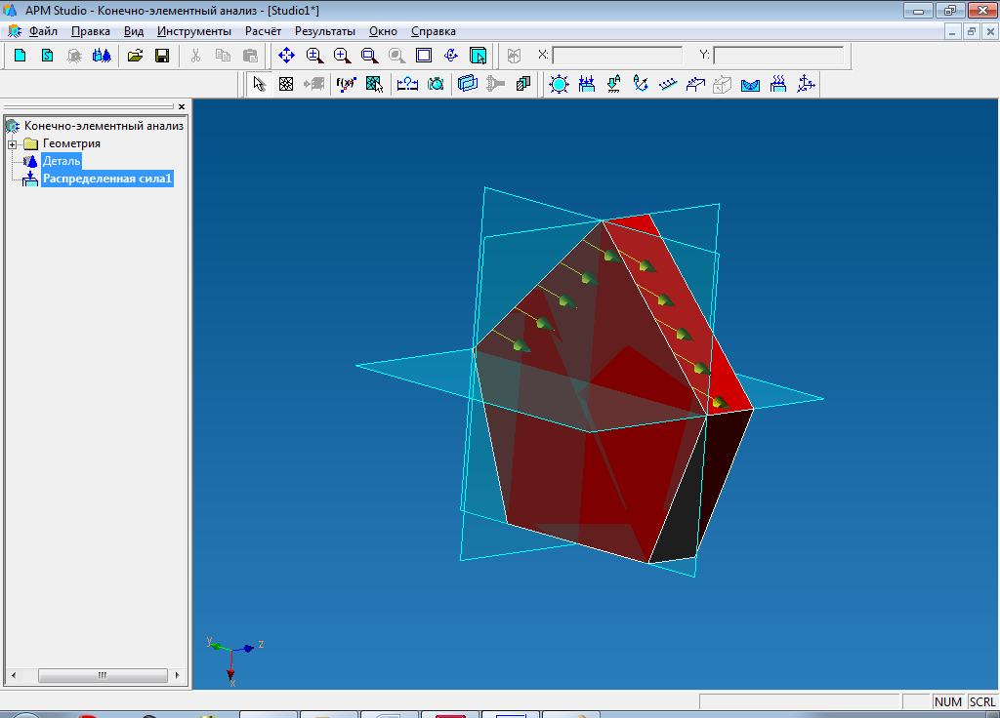 APM Studio - Конечно-элементный анализ - [Studio1*]
Файл Правка Вид Инструменты Расчёт Результаты Окно Справка
X: Y:
f(x)
Конечно-элементный анализ
Геометрия
Деталь
Распределенная сила1
y z
x
NUM SCRL